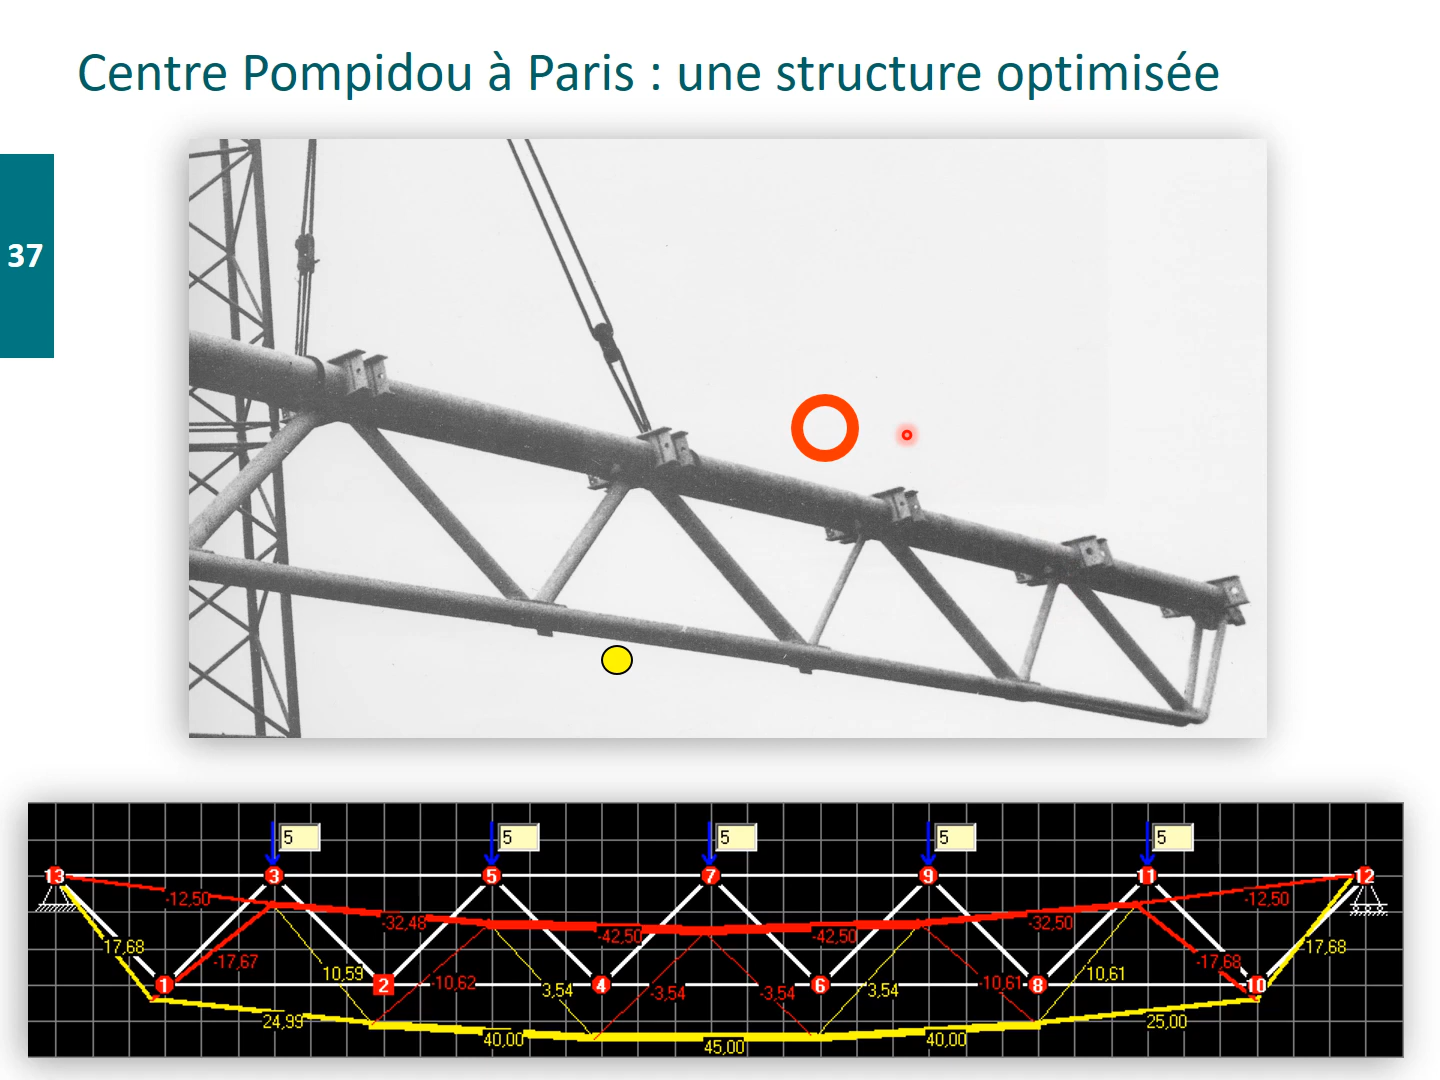 Centre Pompidou à Paris : une structure optimisée
37
5 5 5 5 5
13 3 5 7 9 11 12
-12,50 -32,48 -42,50 -42,50 -32,50 -12,50
17,68 -17,67 10,59 -10,62 3,54 -3,54 -3,54 3,54 -10,61 10,61 -17,68 17,68
1 2 4 6 8 10
24,99 40,00 45,00 40,00 25,00